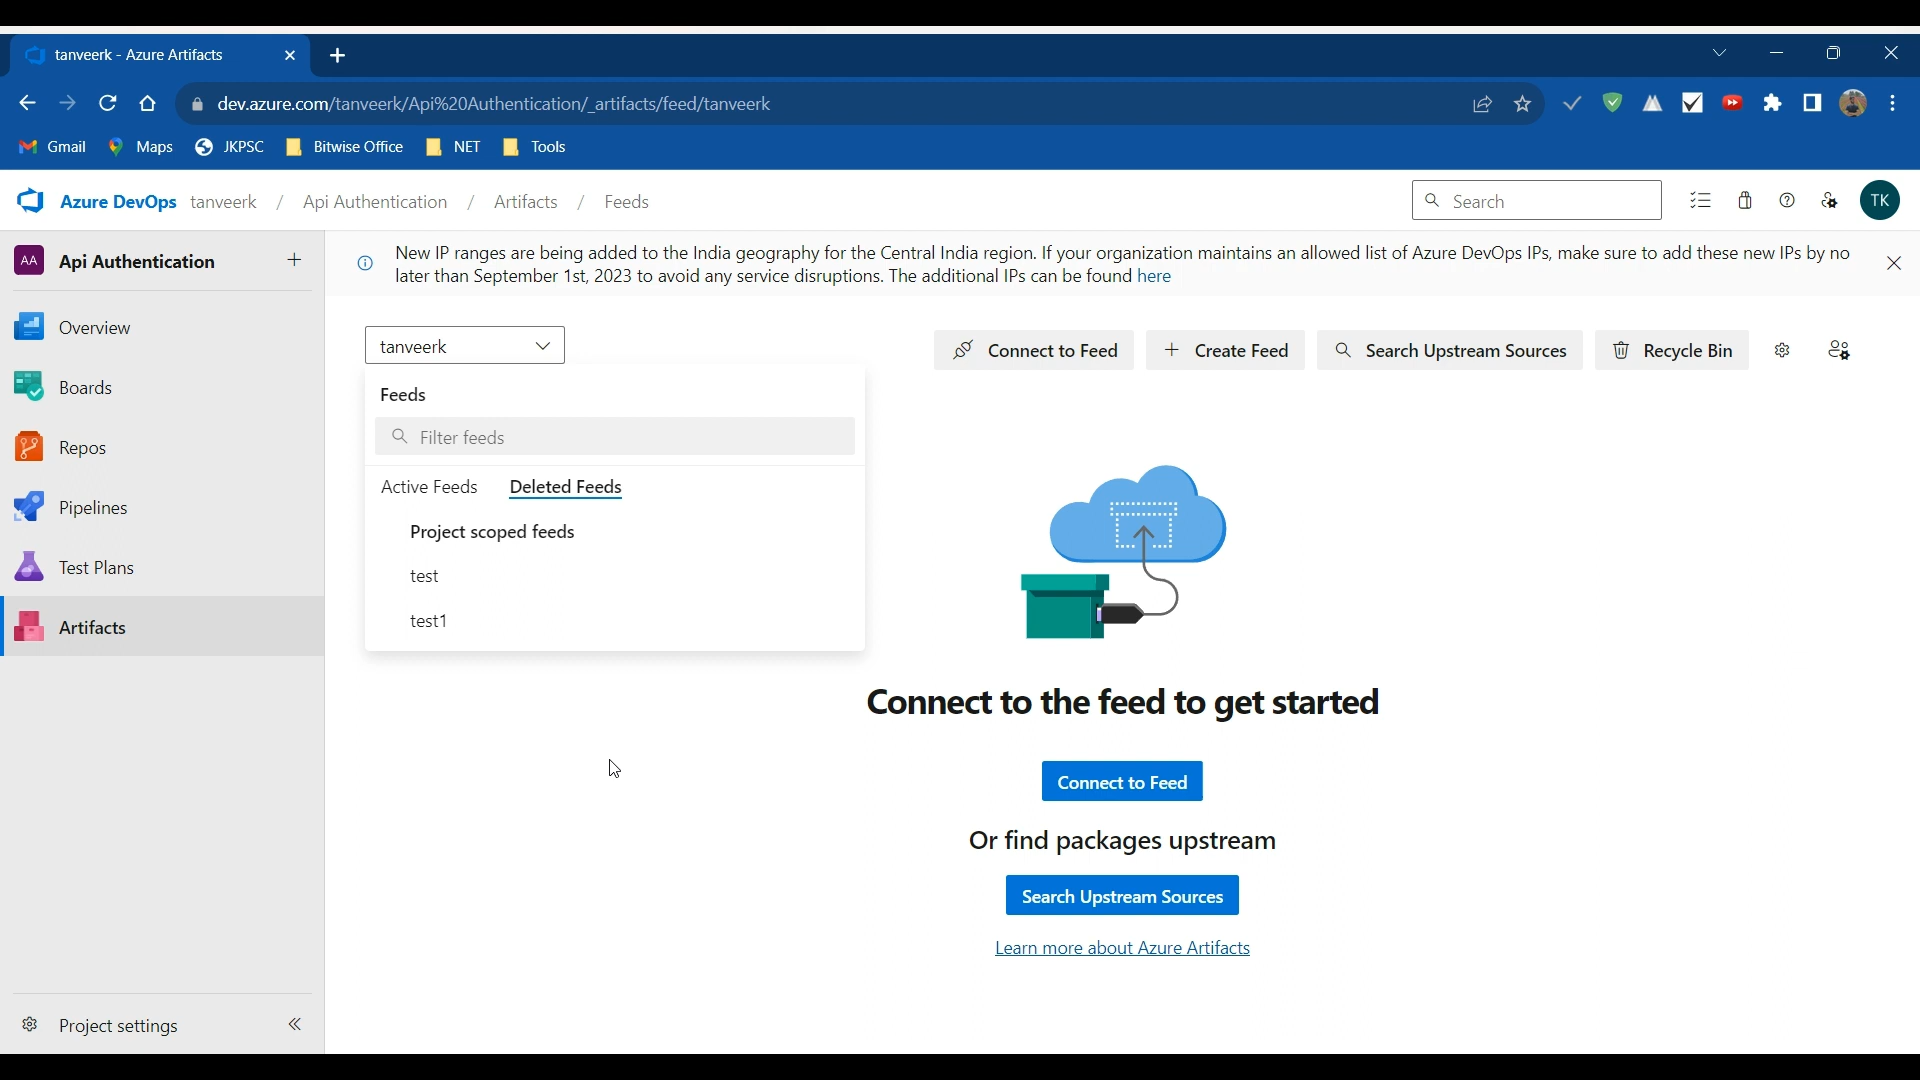 tanveerk - Azure Artifacts
dev.azure.com/tanveerk/Api%20Authentication/_artifacts/feed/tanveerk
Gmail Maps JKPSC Bitwise Office NET Tools
Azure DevOps tanveerk / Api Authentication / Artifacts / Feeds
Search
TK
AA Api Authentication
New IP ranges are being added to the India geography for the Central India region. If your organization maintains an allowed list of Azure DevOps IPs, make sure to add these new IPs by no
later than September 1st, 2023 to avoid any service disruptions. The additional IPs can be found here
Overview
Boards
Repos
Pipelines
Test Plans
Artifacts
Project settings
tanveerk
Connect to Feed
Create Feed
Search Upstream Sources
Recycle Bin
Feeds
Filter feeds
Active Feeds Deleted Feeds
Project scoped feeds
test
test1
Connect to the feed to get started
Connect to Feed
Or find packages upstream
Search Upstream Sources
Learn more about Azure Artifacts